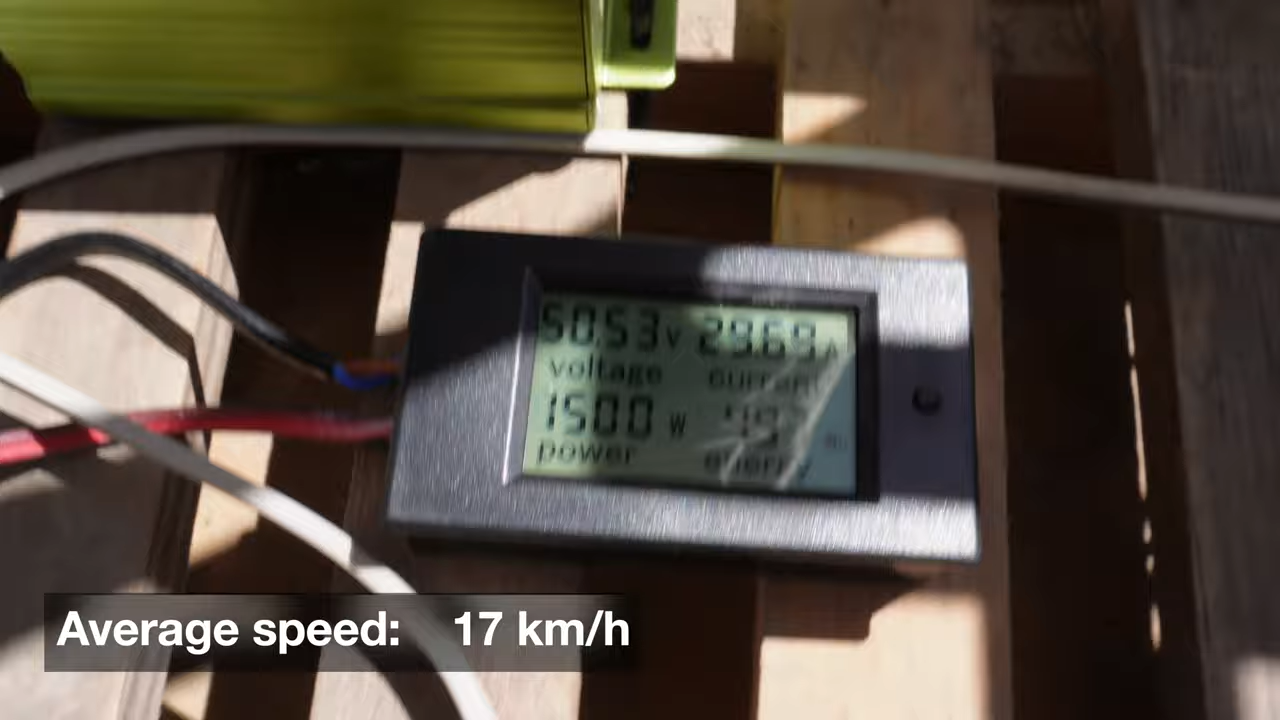 50.53 V 29.69 A
voltage current
1500 W
power energy
Average speed: 17 km/h